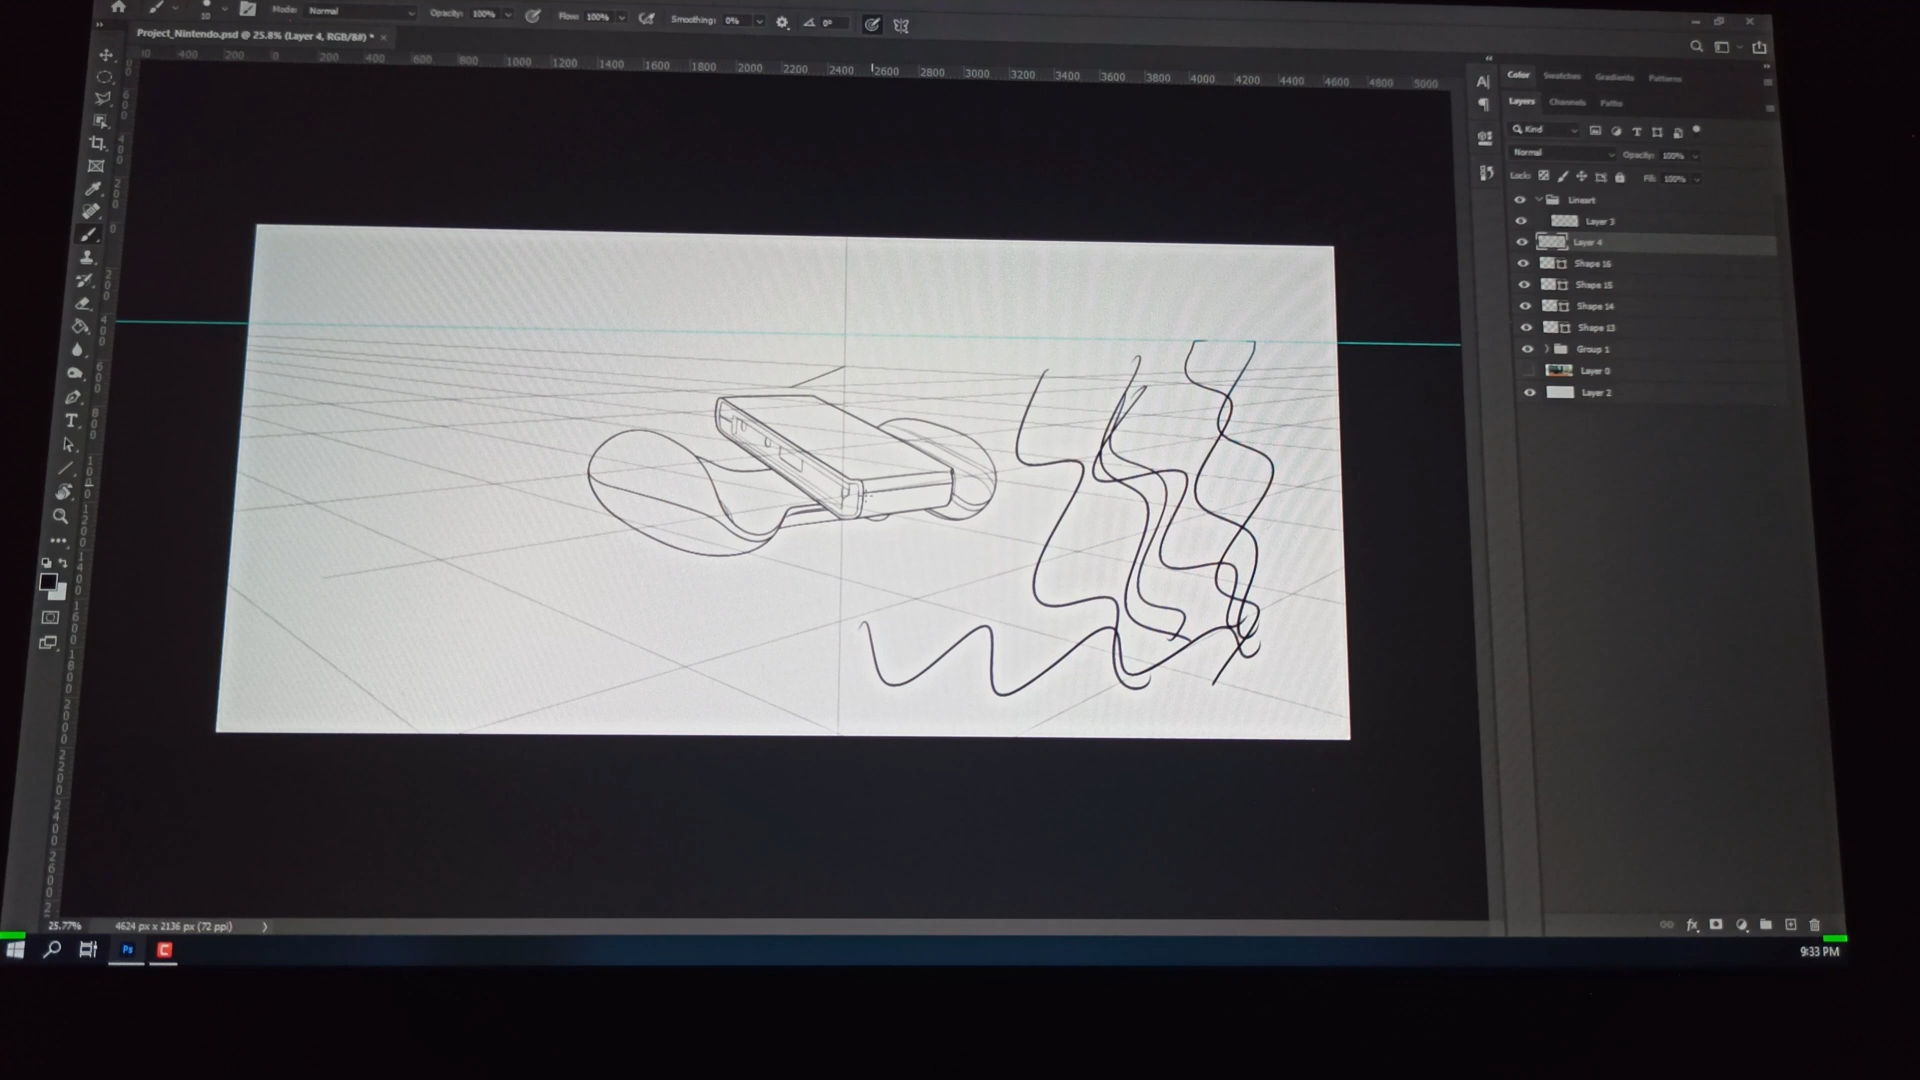 10 Mode: Normal Opacity: 100% Flow: 100% Smoothing: 0% 0°
Project_Nintendo.psd @ 25.8% (Layer 4, RGB/8#) * ×
400 200 0 200 400 600 800 1000 1200 1400 1600 1800 2000 2200 2400 2600 2800 3000 3200 3400 3600 3800 4000 4200 4400 4600 4800 5000
Color Swatches Gradients Patterns
Layers Channels Paths
Kind
Normal Opacity: 100%
Lock: Fill: 100%
Lineart
Layer 3
Layer 4
Shape 16
Shape 15
Shape 14
Shape 13
Group 1
Layer 0
Layer 2
25.77% 4624 px x 2136 px (72 ppi)
Ps C
9:33 PM